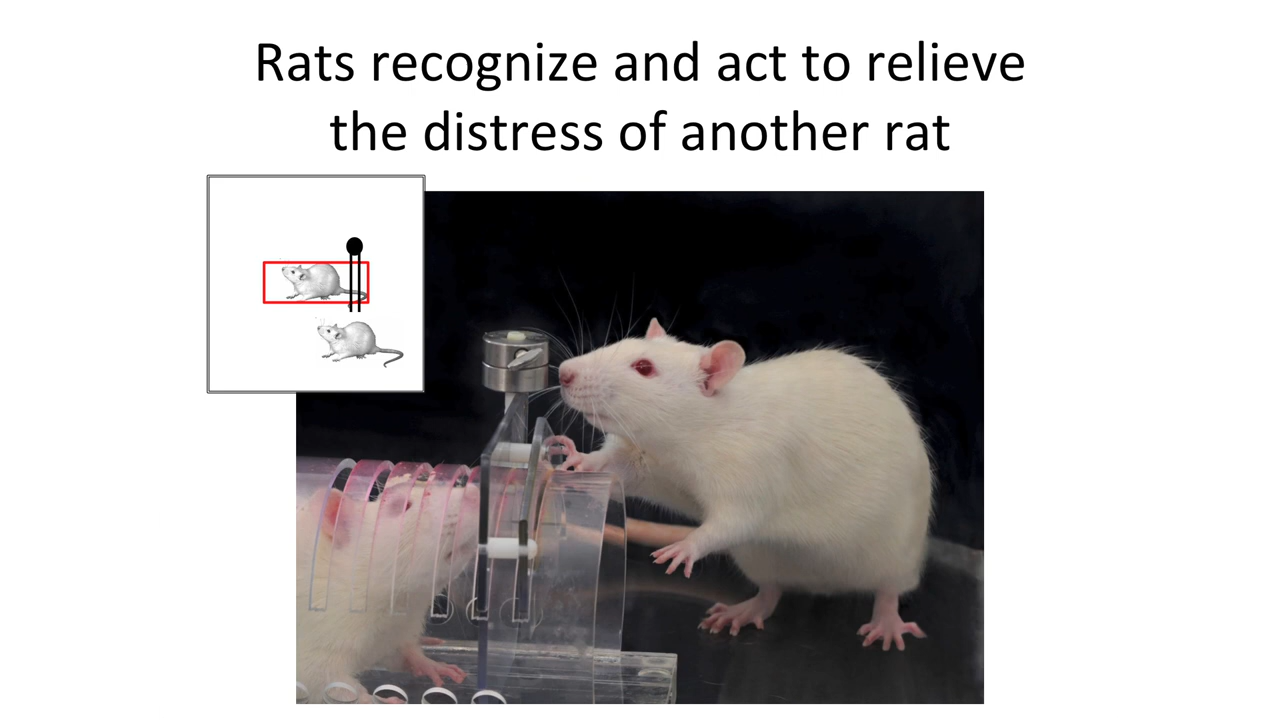 Rats recognize and act to relieve
the distress of another rat